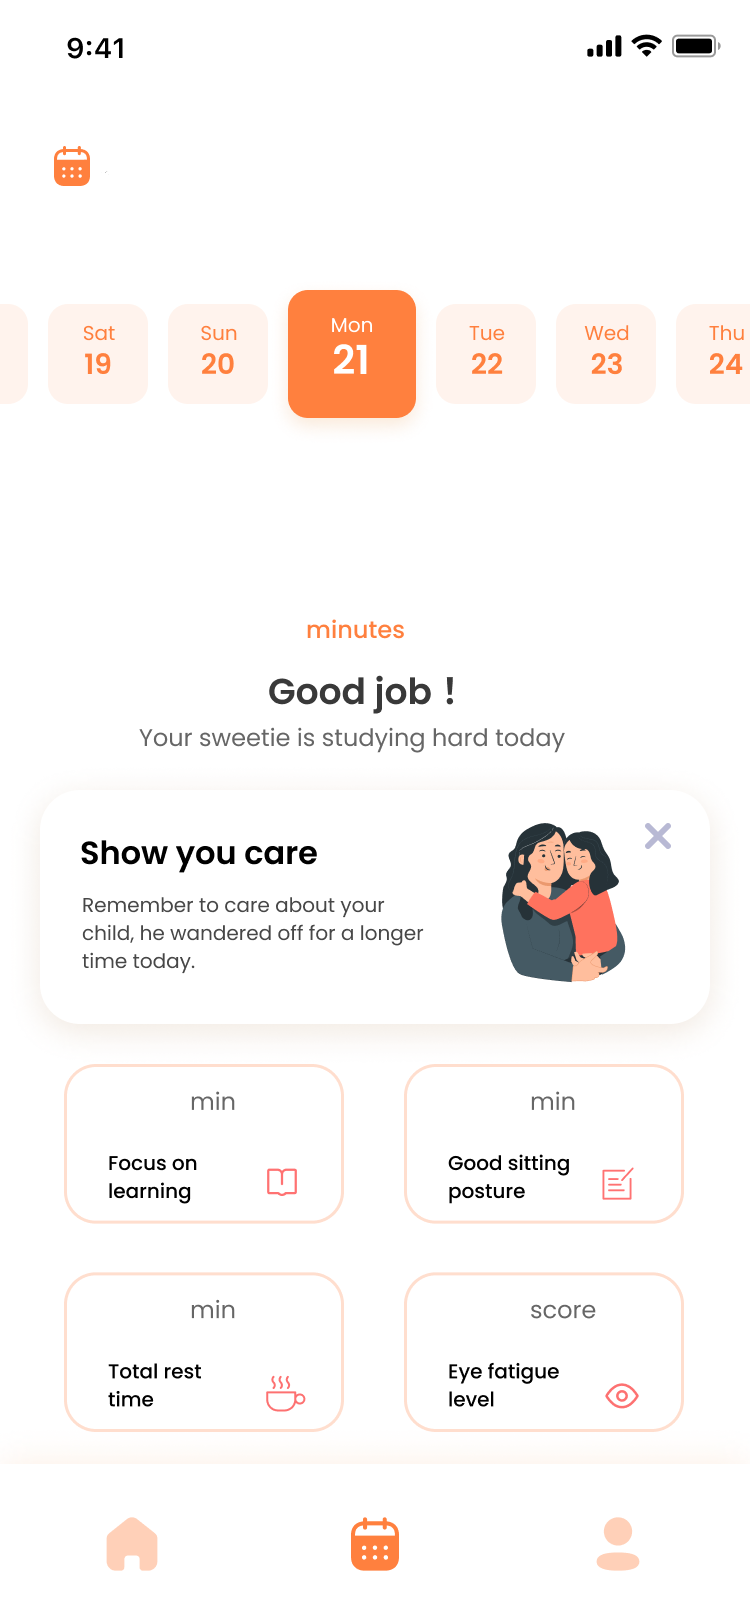 9:41
Sat Sun Mon Tue Wed Thu
19 20 21 22 23 24
minutes
Good job !
Your sweetie is studying hard today
Show you care
Remember to care about your
child, he wandered off for a longer
time today.
min
Focus on
learning
min
Good sitting
posture
min
Total rest
time
score
Eye fatigue
level